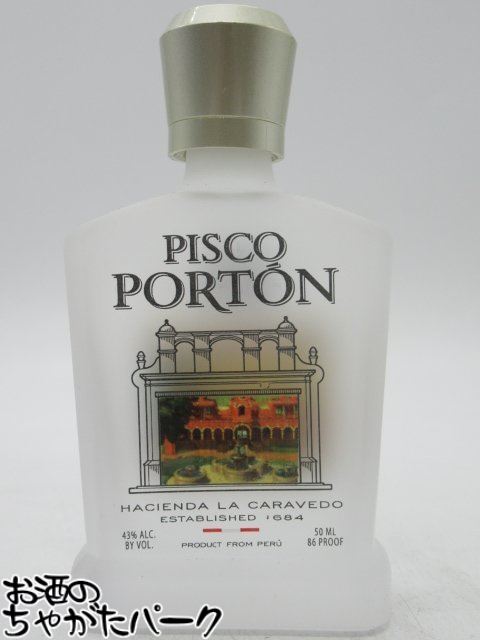 PISCO
PORTÓN
HACIENDA LA CARAVEDO
ESTABLISHED 1684
43% ALC.
BY VOL.
PRODUCT FROM PERÚ
50 ML
86 PROOF
お酒の
ちゃがたパーク